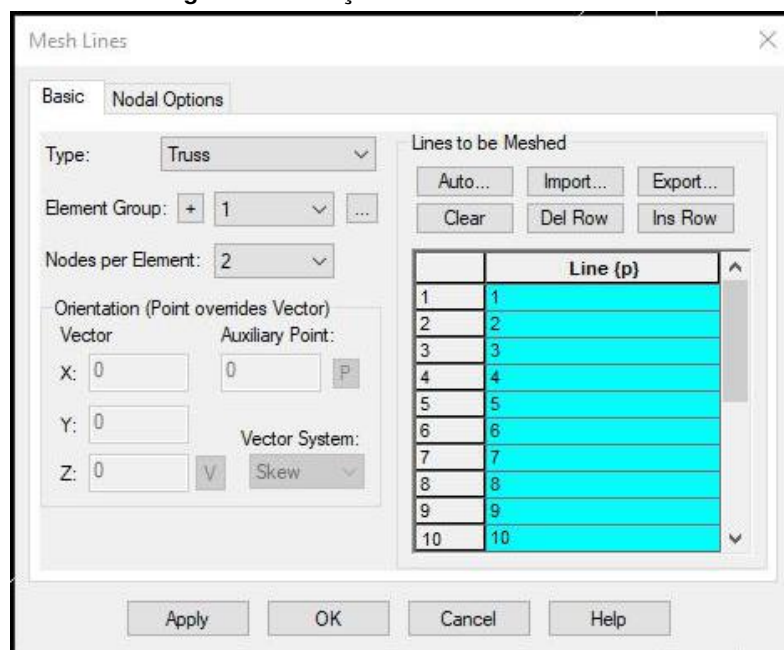 Mesh Lines
Basic
Nodal Options
Type: Truss
Element Group: + 1 ...
Nodes per Element: 2
Orientation (Point overrides Vector)
Vector
Auxiliary Point:
X: 0
0 P
Y: 0
Vector System:
Z: 0 V
Skew
Lines to be Meshed
Auto... Import... Export...
Clear Del Row Ins Row
Line {p}
1 1
2 2
3 3
4 4
5 5
6 6
7 7
8 8
9 9
10 10
Apply OK Cancel Help